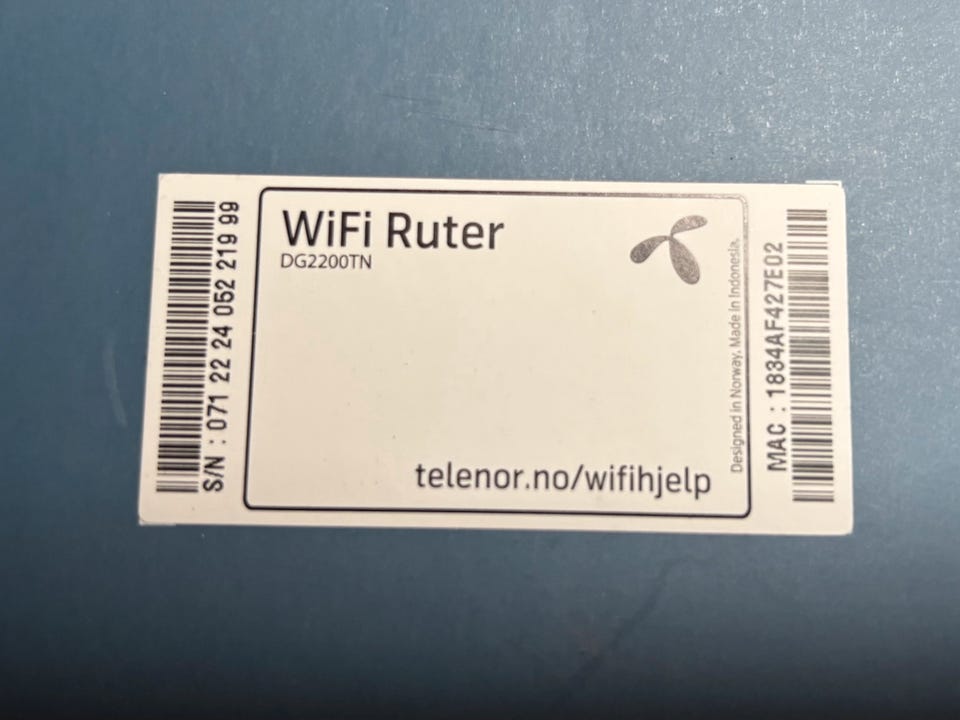 S/N : 071 22 24 052 219 99
WiFi Ruter
DG2200TN
telenor.no/wifihjelp
Designed in Norway. Made in Indonesia.
MAC : 1834AF427E02